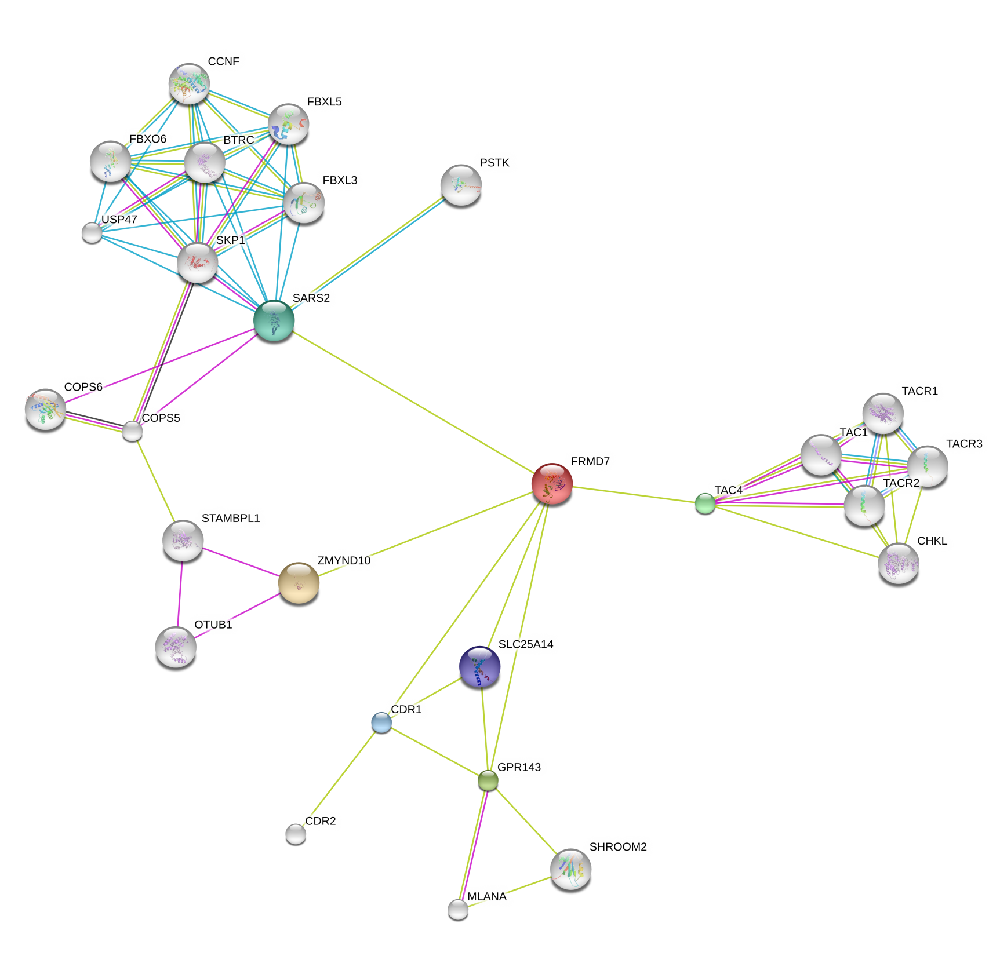 CCNF
FBXL5
FBXO6
BTRC
PSTK
FBXL3
USP47
SKP1
SARS2
COPS6
TACR1
COPS5
TAC1
TACR3
FRMD7
TACR2
TAC4
STAMBPL1
CHKL
ZMYND10
OTUB1
SLC25A14
CDR1
GPR143
CDR2
SHROOM2
MLANA